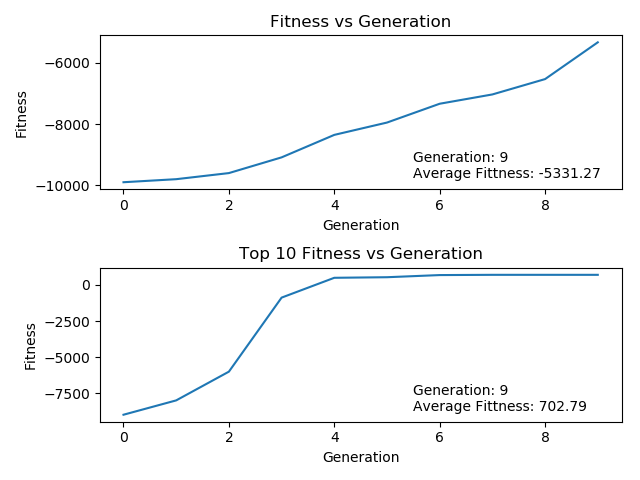 Fitness vs Generation
−6000
−8000
−10000
Fitness
Generation: 9
Average Fittness: -5331.27
0 2 4 6 8
Generation
Top 10 Fitness vs Generation
0
−2500
−5000
−7500
Fitness
Generation: 9
Average Fittness: 702.79
0 2 4 6 8
Generation